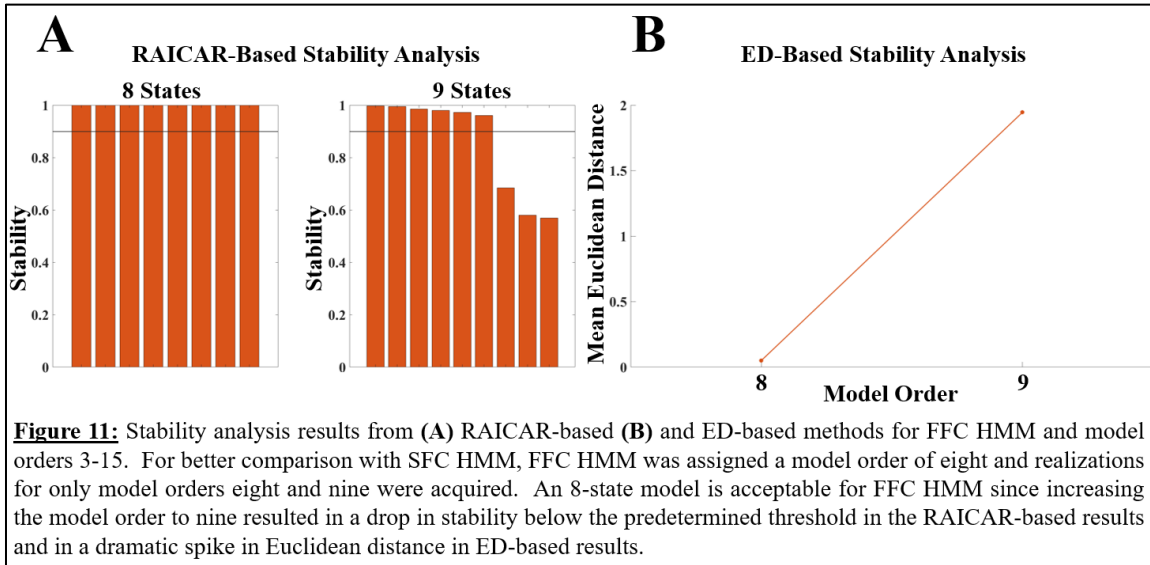 A
RAICAR-Based Stability Analysis
8 States
9 States
Stability
1
0.8
0.6
0.4
0.2
0
Stability
1
0.8
0.6
0.4
0.2
0
B
ED-Based Stability Analysis
Mean Euclidean Distance
2
1.5
1
0.5
0
8
9
Model Order
Figure 11: Stability analysis results from (A) RAICAR-based (B) and ED-based methods for FFC HMM and model
orders 3-15. For better comparison with SFC HMM, FFC HMM was assigned a model order of eight and realizations
for only model orders eight and nine were acquired. An 8-state model is acceptable for FFC HMM since increasing
the model order to nine resulted in a drop in stability below the predetermined threshold in the RAICAR-based results
and in a dramatic spike in Euclidean distance in ED-based results.